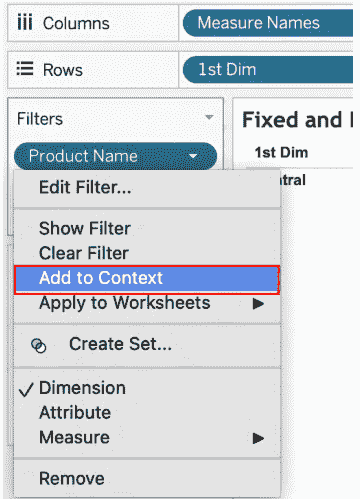 Columns
Measure Names
Rows
1st Dim
Filters
Product Name
Fixed and
1st Dim
ntral
Edit Filter...
Show Filter
Clear Filter
Add to Context
Apply to Worksheets
Create Set...
Dimension
Attribute
Measure
Remove